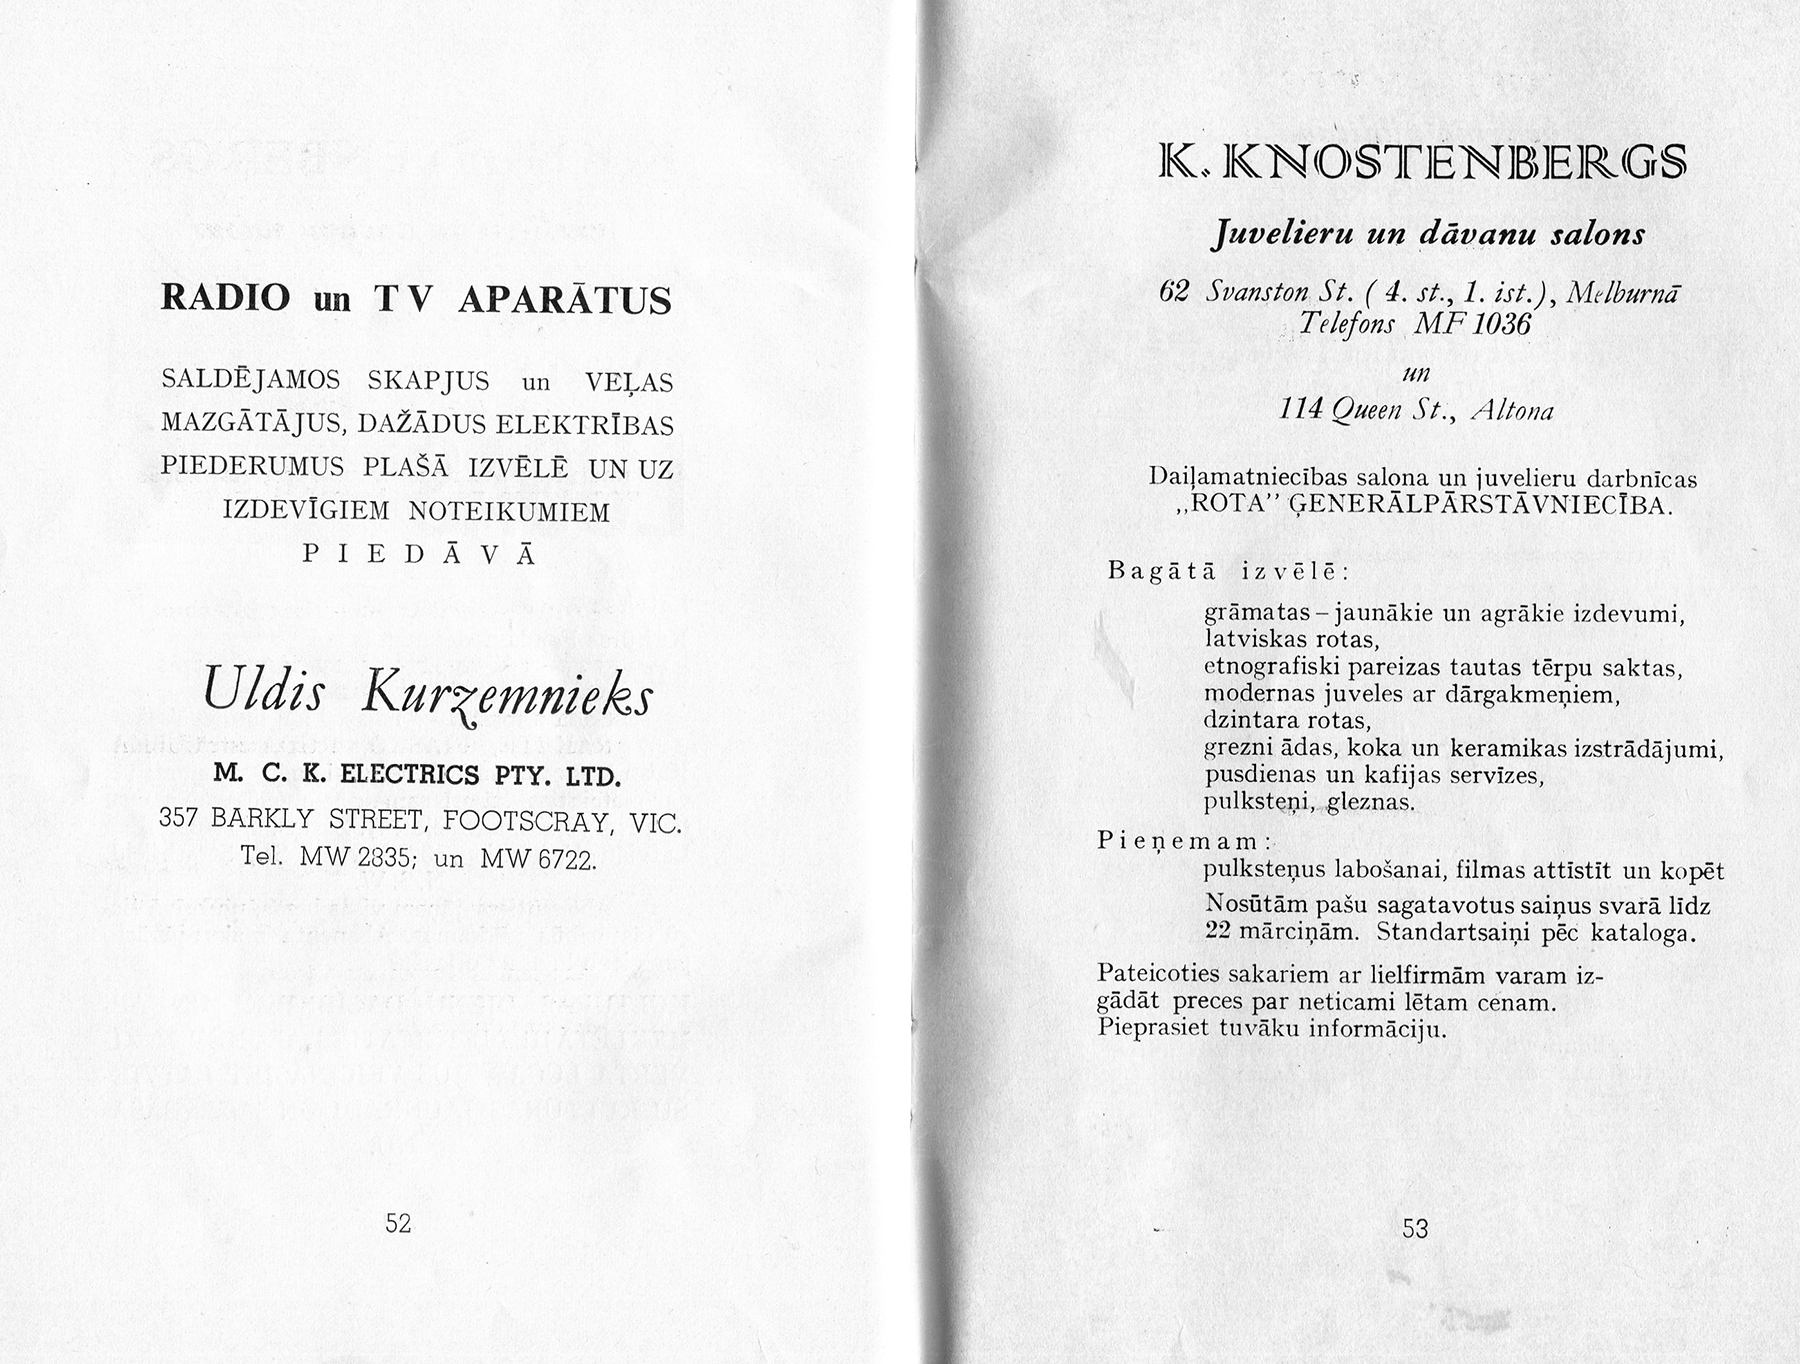 RADIO un TV APARĀTUS
SALDĒJAMOS SKAPJUS un VEĻAS
MAZGĀTĀJUS, DAŽĀDUS ELEKTRĪBAS
PIEDERUMUS PLAŠĀ IZVĒLĒ UN UZ
IZDEVĪGIEM NOTEIKUMIEM
PIEDĀVĀ
Uldis Kurzemnieks
M. C. K. ELECTRICS PTY. LTD.
357 BARKLY STREET, FOOTSCRAY, VIC.
Tel. MW 2835; un MW 6722.
52
K. KNOSTENBERGS
Juvelieru un dāvanu salons
62 Svanston St. ( 4. st., 1. ist.), Melburnā
Telefons MF 1036
un
114 Queen St., Altona
Daiļamatniecības salona un juvelieru darbnīcas
,,ROTA" ĢENERĀLPĀRSTĀVNIECĪBA.
Bagātā izvēlē:
grāmatas – jaunākie un agrākie izdevumi,
latviskas rotas,
etnografiski pareizas tautas tērpu saktas,
modernas juveles ar dārgakmeņiem,
dzintara rotas,
grezni ādas, koka un keramikas izstrādājumi,
pusdienas un kafijas servīzes,
pulksteņi, gleznas.
Pieņemam:
pulksteņus labošanai, filmas attīstīt un kopēt
Nosūtām pašu sagatavotus saiņus svarā līdz
22 mārciņām. Standartsaiņi pēc kataloga.
Pateicoties sakariem ar lielfirmām varam iz-
gādāt preces par neticami lētam cenam.
Pieprasiet tuvāku informāciju.
53